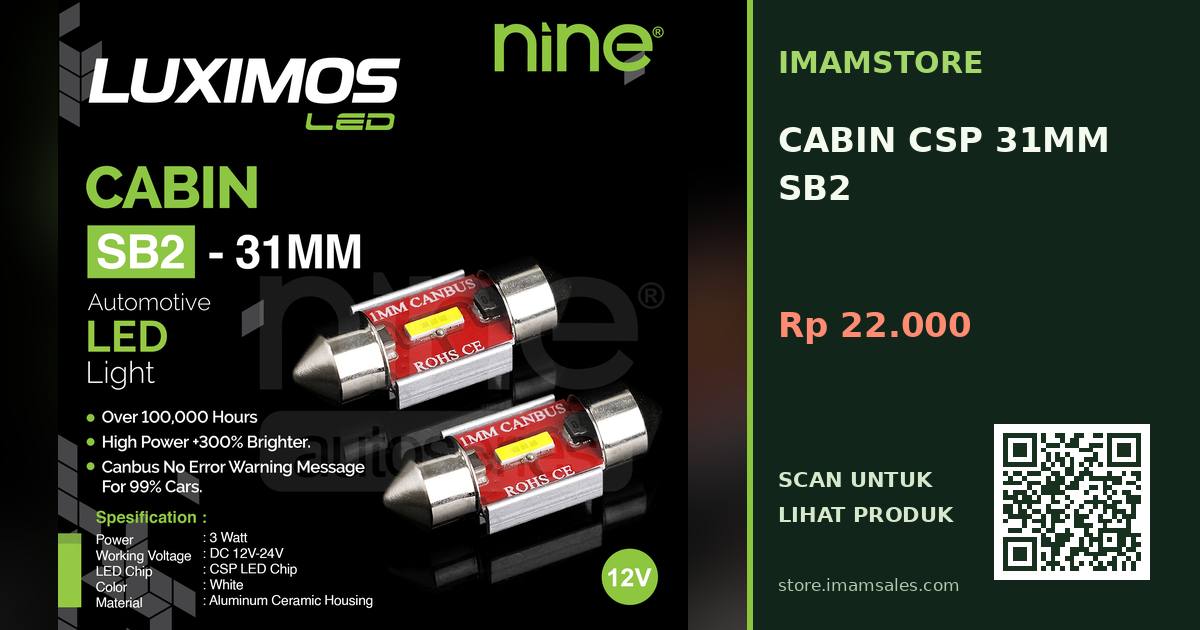 nine®
LUXIMOS
LED
CABIN
SB2 - 31MM
Automotive
LED
Light
Over 100,000 Hours
High Power +300% Brighter.
Canbus No Error Warning Message
For 99% Cars.
Spesification :
Power : 3 Watt
Working Voltage : DC 12V-24V
LED Chip : CSP LED Chip
Color : White
Material : Aluminum Ceramic Housing
1MM CANBUS
ROHS CE
1MM CANBUS
ROHS CE
nine®
12V
IMAMSTORE
CABIN CSP 31MM
SB2
Rp 22.000
SCAN UNTUK
LIHAT PRODUK
store.imamsales.com